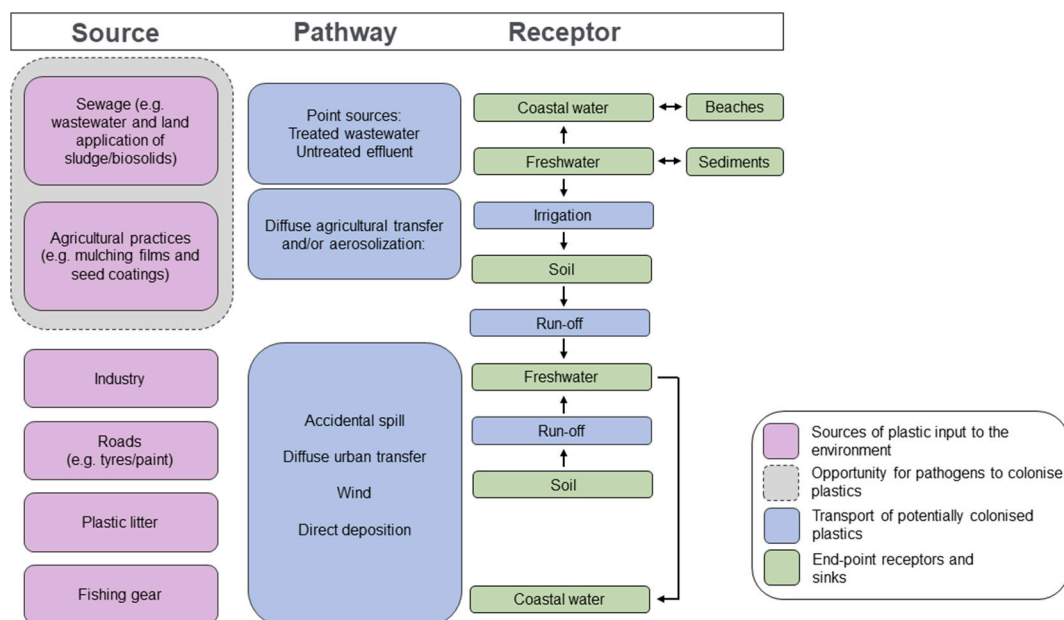 Source
Pathway
Receptor
Sewage (e.g.
wastewater and land
application of
sludge/biosolids)
Agricultural practices
(e.g. mulching films and
seed coatings)
Industry
Roads
(e.g. tyres/paint)
Plastic litter
Fishing gear
Point sources:
Treated wastewater
Untreated effluent
Diffuse agricultural transfer
and/or aerosolization:
Accidental spill
Diffuse urban transfer
Wind
Direct deposition
Coastal water
Beaches
Freshwater
Sediments
Irrigation
Soil
Run-off
Freshwater
Run-off
Soil
Coastal water
Sources of plastic input to the
environment
Opportunity for pathogens to colonise
plastics
Transport of potentially colonised
plastics
End-point receptors and
sinks